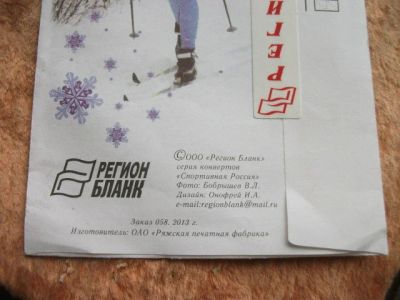 РЕГИ
РЕГИОН
БЛАНК
©ООО «Регион Бланк»
серия конвертов
«Спортивная Россия»
Фото: Бобрышев В.Л.
Дизайн: Онофрей И.А.
e-mail:regionblank@mail.ru
Заказ 058, 2013 г.
Изготовитель: ОАО «Ряжская печатная фабрика»